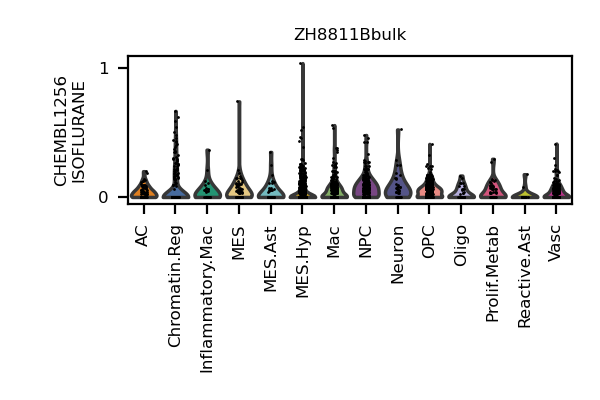 ZH8811Bbulk
CHEMBL1256
ISOFLURANE
1
0
AC
Chromatin.Reg
Inflammatory.Mac
MES
MES.Ast
MES.Hyp
Mac
NPC
Neuron
OPC
Oligo
Prolif.Metab
Reactive.Ast
Vasc